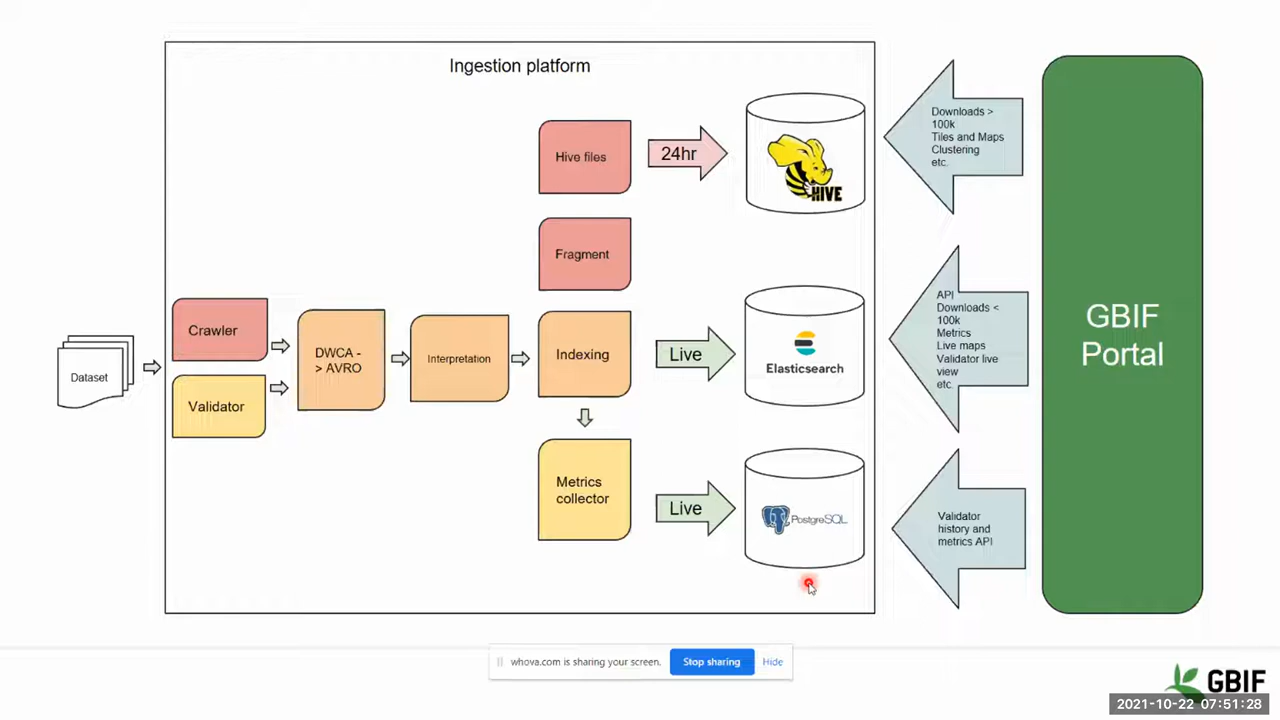 Ingestion platform
Hive files
24hr
HIVE
Downloads >
100k
Tiles and Maps
Clustering
etc.
Fragment
Dataset
Crawler
Validator
DWCA -
> AVRO
Interpretation
Indexing
Live
Elasticsearch
API
Downloads <
100k
Metrics
Live maps
Validator live
view
etc.
GBIF
Portal
Metrics
collector
Live
PostgreSQL
Validator
history and
metrics API
whova.com is sharing your screen.
Stop sharing
Hide
GBIF
2021-10-22 07:51:28